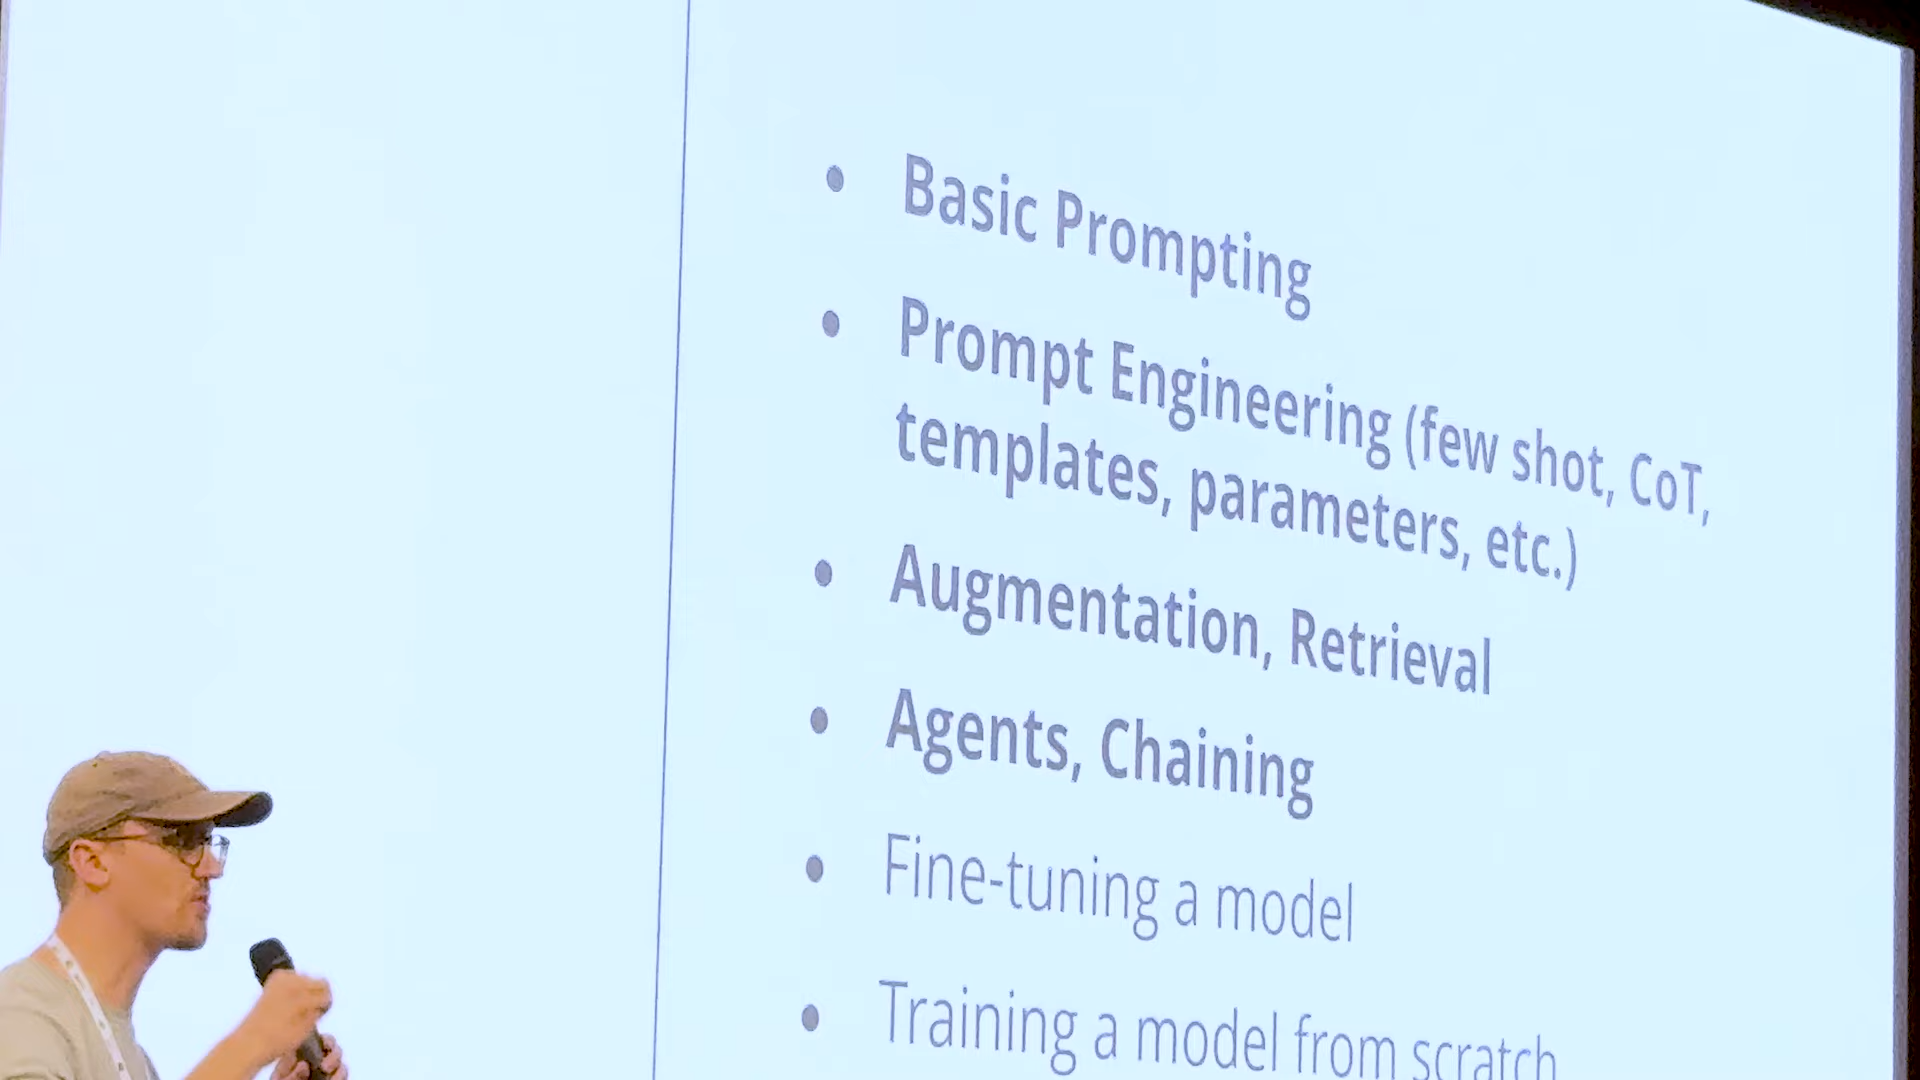 • Basic Prompting
• Prompt Engineering (few shot, CoT,
templates, parameters, etc.)
• Augmentation, Retrieval
• Agents, Chaining
• Fine-tuning a model
• Training a model from scratch